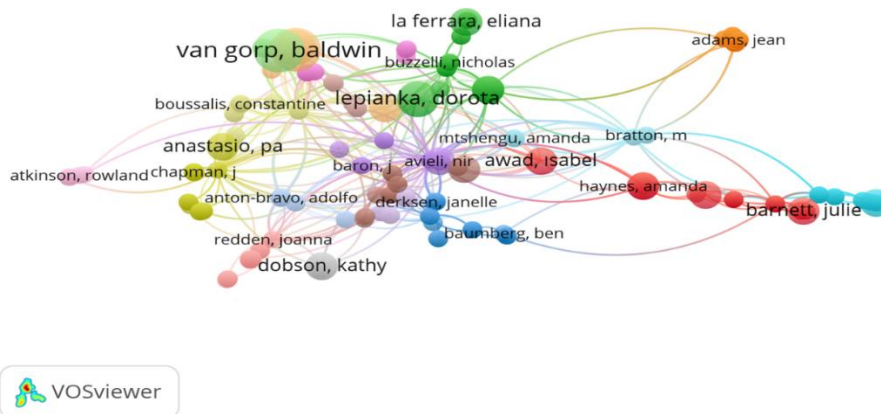 la ferrara, eliana
adams, jean
van gorp, baldwin
buzzelli, nicholas
boussalis, constantine
lepianka, dorota
anastasio, pa
mtshengu, amanda
bratton, m
atkinson, rowland
chapman, j
baron, j
avieli, nir
awad, isabel
haynes, amanda
anton-bravo, adolfo
derksen, janelle
barnett, julie
redden, joanna
baumberg, ben
dobson, kathy
VOSviewer